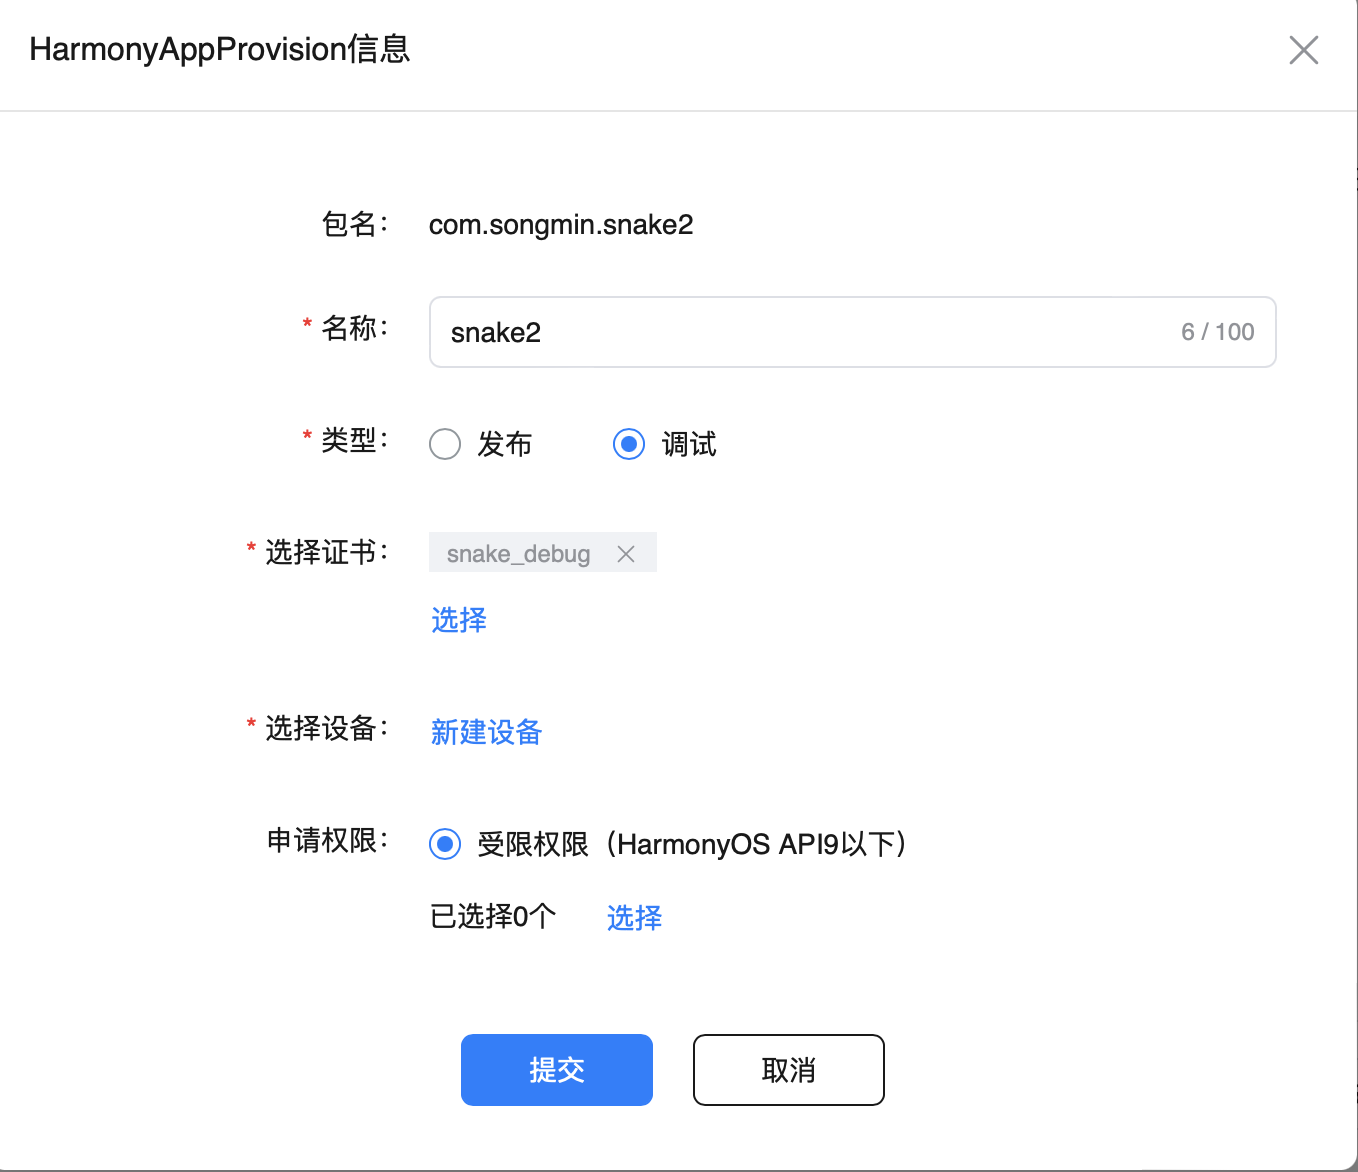 HarmonyAppProvision信息
包名： com.songmin.snake2
* 名称： snake2 6 / 100
* 类型： 发布 调试
* 选择证书： snake_debug
选择
* 选择设备： 新建设备
申请权限： 受限权限（HarmonyOS API9以下）
已选择0个 选择
提交 取消